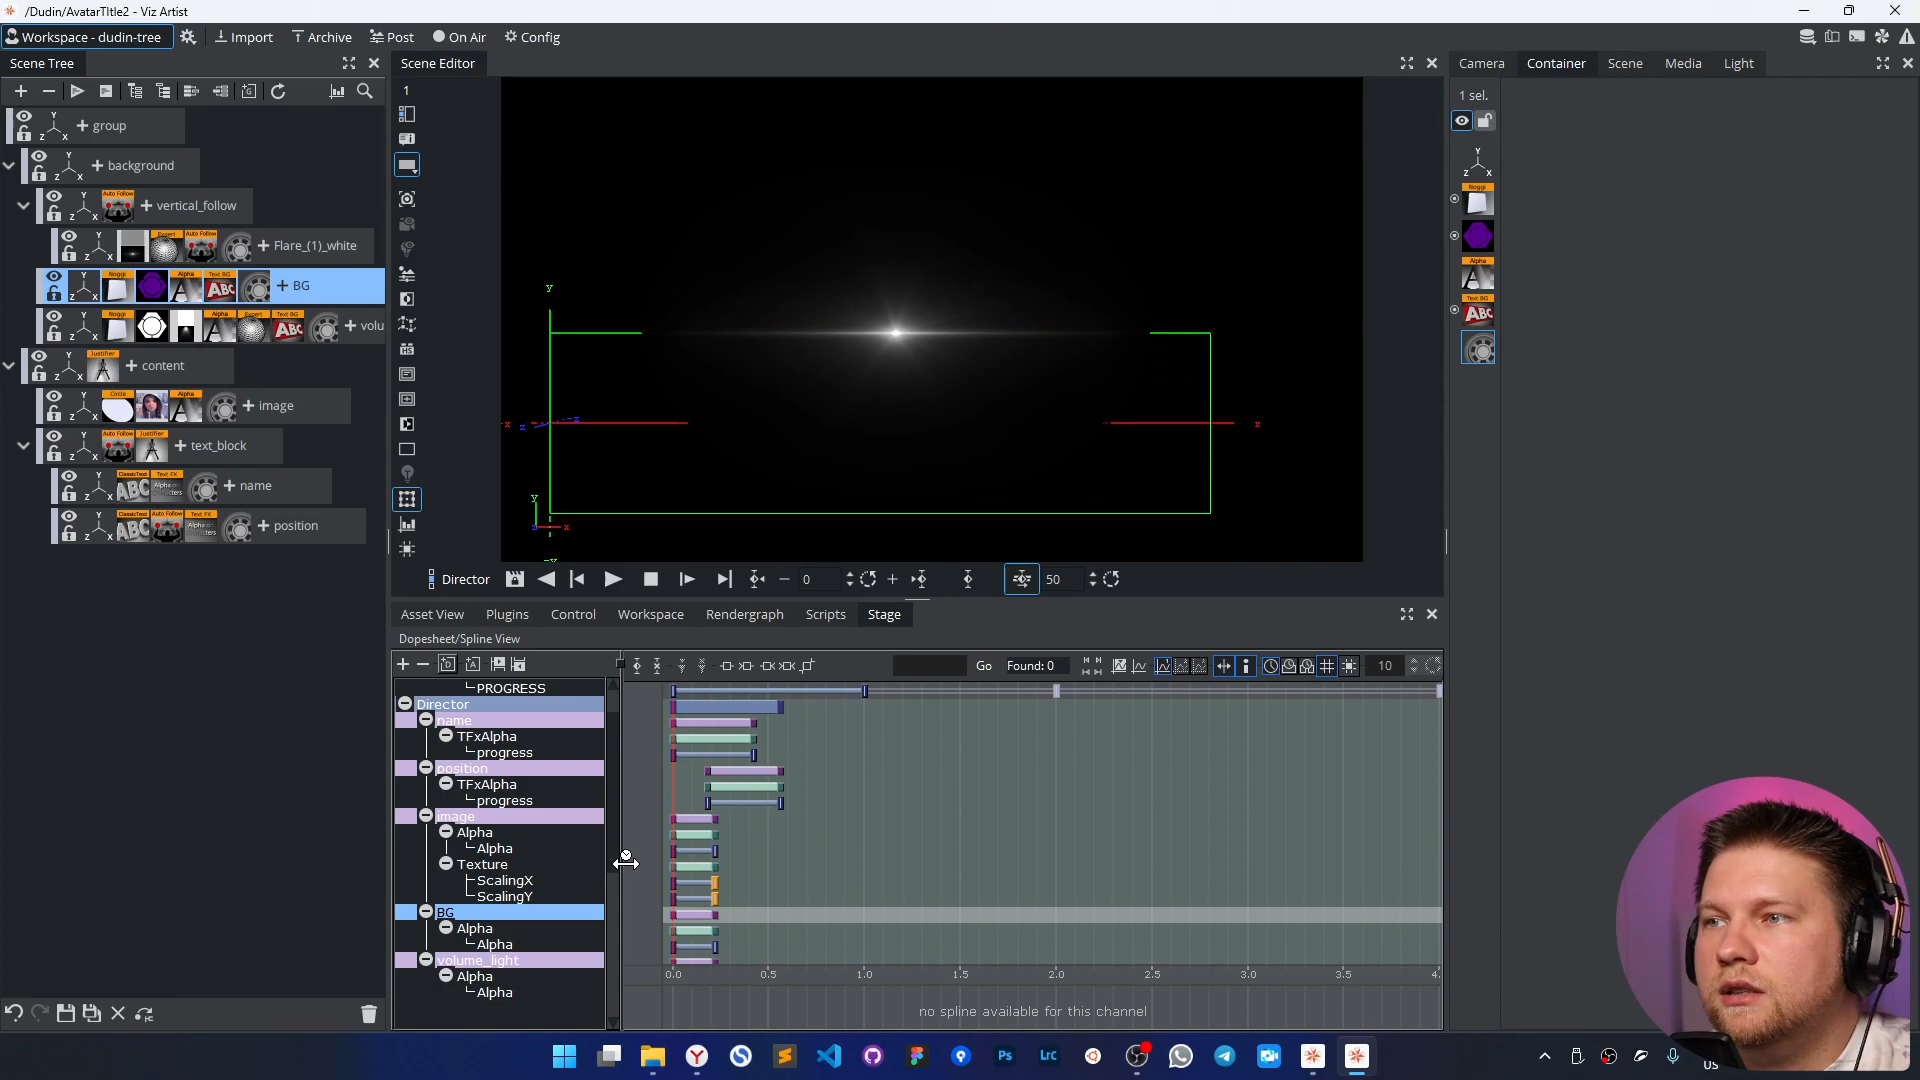 /Dudin/AvatarTItle2 - Viz Artist
Workspace - dudin-tree
Import
Archive
Post
On Air
Config
Scene Tree
Scene Editor
Camera
Container
Scene
Media
Light
1 sel.
group
background
vertical_follow
Flare_(1)_white
BG
volu
content
image
text_block
name
position
Director
0
50
Asset View
Plugins
Control
Workspace
Rendergraph
Scripts
Stage
Dopesheet/Spline View
Go
Found: 0
10
PROGRESS
Director
name
TFxAlpha
progress
position
TFxAlpha
progress
image
Alpha
Alpha
Texture
ScalingX
ScalingY
BG
Alpha
Alpha
volume_light
Alpha
Alpha
0.0
0.5
1.0
1.5
2.0
2.5
3.0
3.5
4.
no spline available for this channel
US